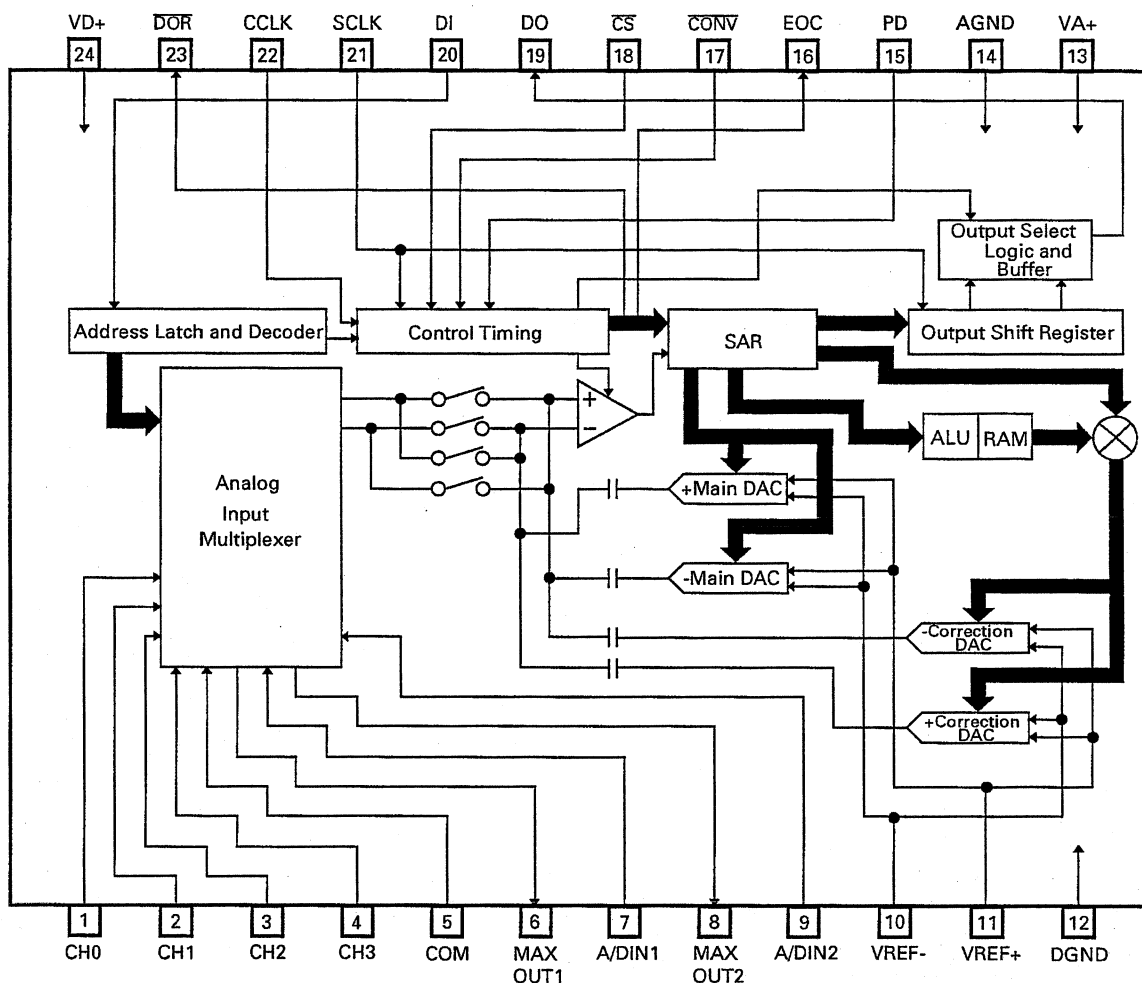 VD+ DOR CCLK SCLK DI DO CS CONV EOC PD AGND VA+
24 23 22 21 20 19 18 17 16 15 14 13
Output Select
Logic and
Buffer
Address Latch and Decoder
Control Timing
SAR
Output Shift Register
+
−
ALU RAM
Analog
Input
Multiplexer
+Main DAC
-Main DAC
-Correction
DAC
+Correction
DAC
1 2 3 4 5 6 7 8 9 10 11 12
CH0 CH1 CH2 CH3 COM MAX A/DIN1 MAX A/DIN2 VREF- VREF+ DGND
OUT1 OUT2